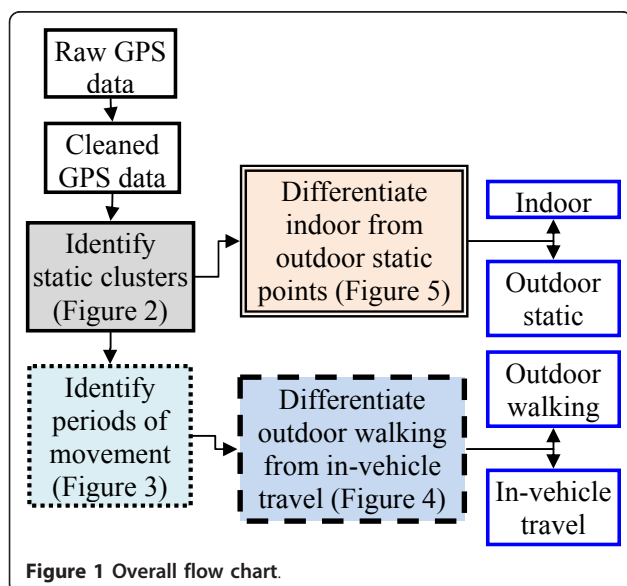 Raw GPS
data
Cleaned
GPS data
Identify
static clusters
(Figure 2)
Differentiate
indoor from
outdoor static
points (Figure 5)
Indoor
Outdoor
static
Identify
periods of
movement
(Figure 3)
Differentiate
outdoor walking
from in-vehicle
travel (Figure 4)
Outdoor
walking
In-vehicle
travel
Figure 1 Overall flow chart.